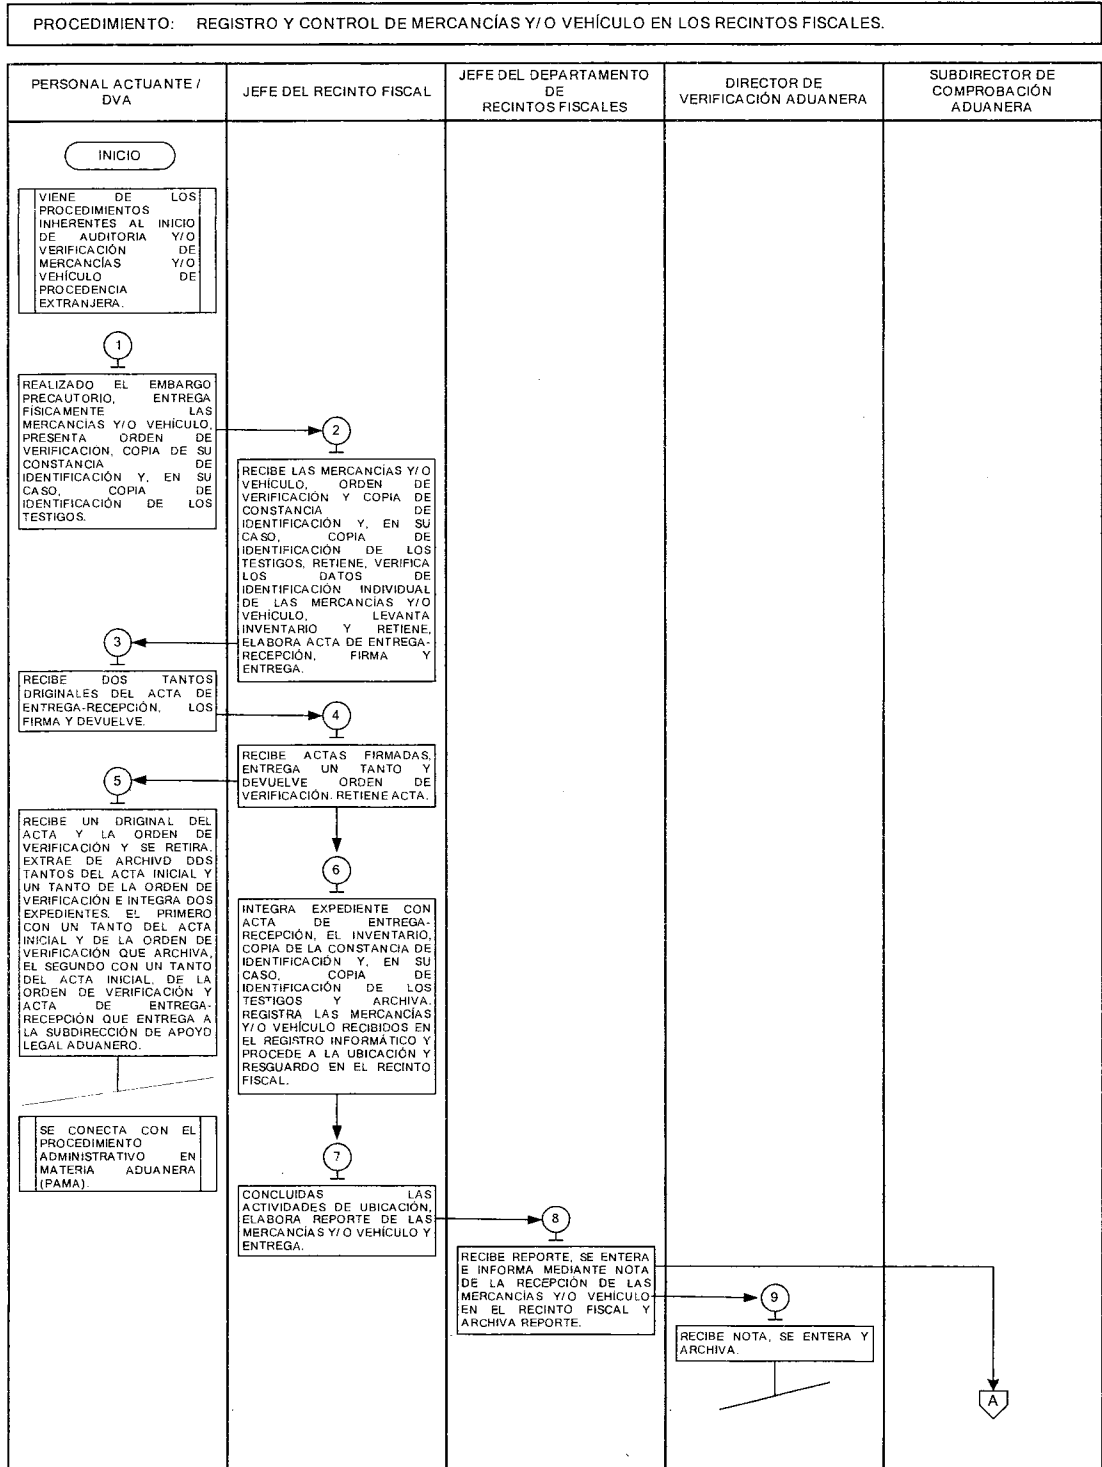 PROCEDIMIENTO: REGISTRO Y CONTROL DE MERCANCÍAS Y/O VEHÍCULO EN LOS RECINTOS FISCALES.
PERSONAL ACTUANTE /
DVA
JEFE DEL RECINTO FISCAL
JEFE DEL DEPARTAMENTO
DE
RECINTOS FISCALES
DIRECTOR DE
VERIFICACIÓN ADUANERA
SUBDIRECTOR DE
COMPROBACIÓN
ADUANERA
INICIO
VIENE DE LOS
PROCEDIMIENTOS
INHERENTES AL INICIO
DE AUDITORIA Y/O
VERIFICACIÓN DE
MERCANCÍAS Y/O
VEHÍCULO DE
PROCEDENCIA
EXTRANJERA.
1
REALIZADO EL EMBARGO
PRECAUTORIO, ENTREGA
FÍSICAMENTE LAS
MERCANCÍAS Y/O VEHÍCULO,
PRESENTA ORDEN DE
VERIFICACIÓN, COPIA DE SU
CONSTANCIA DE
IDENTIFICACIÓN Y, EN SU
CASO, COPIA DE
IDENTIFICACIÓN DE LOS
TESTIGOS.
2
RECIBE LAS MERCANCÍAS Y/O
VEHÍCULO, ORDEN DE
VERIFICACIÓN Y COPIA DE
CONSTANCIA DE
IDENTIFICACIÓN Y, EN SU
CASO, COPIA DE
IDENTIFICACIÓN DE LOS
TESTIGOS, RETIENE, VERIFICA
LOS DATOS DE
IDENTIFICACIÓN INDIVIDUAL
DE LAS MERCANCÍAS Y/O
VEHÍCULO, LEVANTA
INVENTARIO Y RETIENE,
ELABORA ACTA DE ENTREGA-
RECEPCIÓN, FIRMA Y
ENTREGA.
3
RECIBE DOS TANTOS
ORIGINALES DEL ACTA DE
ENTREGA-RECEPCIÓN, LOS
FIRMA Y DEVUELVE.
4
RECIBE ACTAS FIRMADAS,
ENTREGA UN TANTO Y
DEVUELVE ORDEN DE
VERIFICACIÓN. RETIENE ACTA.
5
RECIBE UN ORIGINAL DEL
ACTA Y LA ORDEN DE
VERIFICACIÓN Y SE RETIRA.
EXTRAE DE ARCHIVO DOS
TANTOS DEL ACTA INICIAL Y
UN TANTO DE LA ORDEN DE
VERIFICACIÓN E INTEGRA DOS
EXPEDIENTES. EL PRIMERO
CON UN TANTO DEL ACTA
INICIAL Y DE LA ORDEN DE
VERIFICACIÓN QUE ARCHIVA,
EL SEGUNDO CON UN TANTO
DEL ACTA INICIAL, DE LA
ORDEN DE VERIFICACIÓN Y
ACTA DE ENTREGA-
RECEPCIÓN QUE ENTREGA A
LA SUBDIRECCIÓN DE APOYO
LEGAL ADUANERO.
SE CONECTA CON EL
PROCEDIMIENTO
ADMINISTRATIVO EN
MATERIA ADUANERA
(PAMA).
6
INTEGRA EXPEDIENTE CON
ACTA DE ENTREGA-
RECEPCIÓN, EL INVENTARIO,
COPIA DE LA CONSTANCIA DE
IDENTIFICACIÓN Y, EN SU
CASO, COPIA DE
IDENTIFICACIÓN DE LOS
TESTIGOS Y ARCHIVA.
REGISTRA LAS MERCANCÍAS
Y/O VEHÍCULO RECIBIDOS EN
EL REGISTRO INFORMÁTICO Y
PROCEDE A LA UBICACIÓN Y
RESGUARDO EN EL RECINTO
FISCAL.
7
CONCLUIDAS LAS
ACTIVIDADES DE UBICACIÓN,
ELABORA REPORTE DE LAS
MERCANCÍAS Y/O VEHÍCULO Y
ENTREGA.
8
RECIBE REPORTE, SE ENTERA
E INFORMA MEDIANTE NOTA
DE LA RECEPCIÓN DE LAS
MERCANCÍAS Y/O VEHÍCULO
EN EL RECINTO FISCAL Y
ARCHIVA REPORTE.
9
RECIBE NOTA, SE ENTERA Y
ARCHIVA.
A